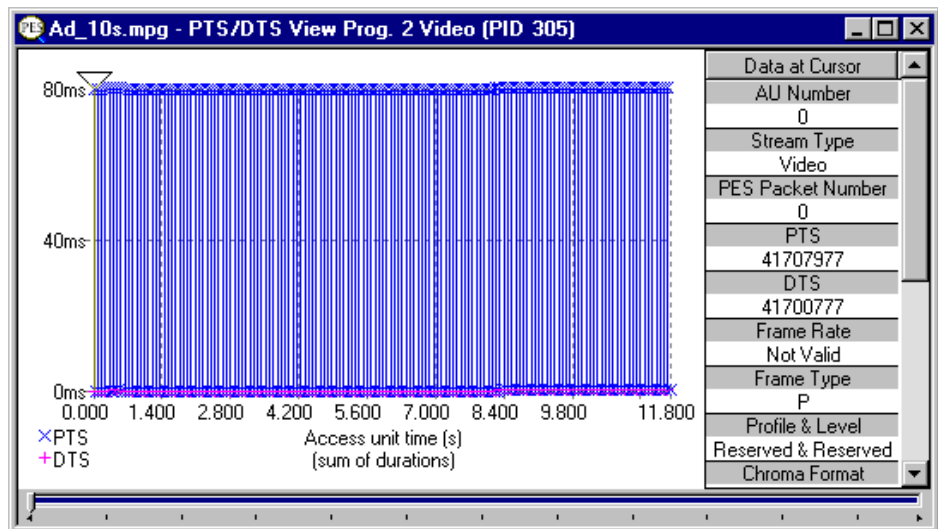 Ad_10s.mpg - PTS/DTS View Prog. 2 Video (PID 305)
80ms
40ms
0ms
0.000 1.400 2.800 4.200 5.600 7.000 8.400 9.800 11.800
×PTS
+DTS
Access unit time (s)
(sum of durations)
Data at Cursor
AU Number
0
Stream Type
Video
PES Packet Number
0
PTS
41707977
DTS
41700777
Frame Rate
Not Valid
Frame Type
P
Profile & Level
Reserved & Reserved
Chroma Format